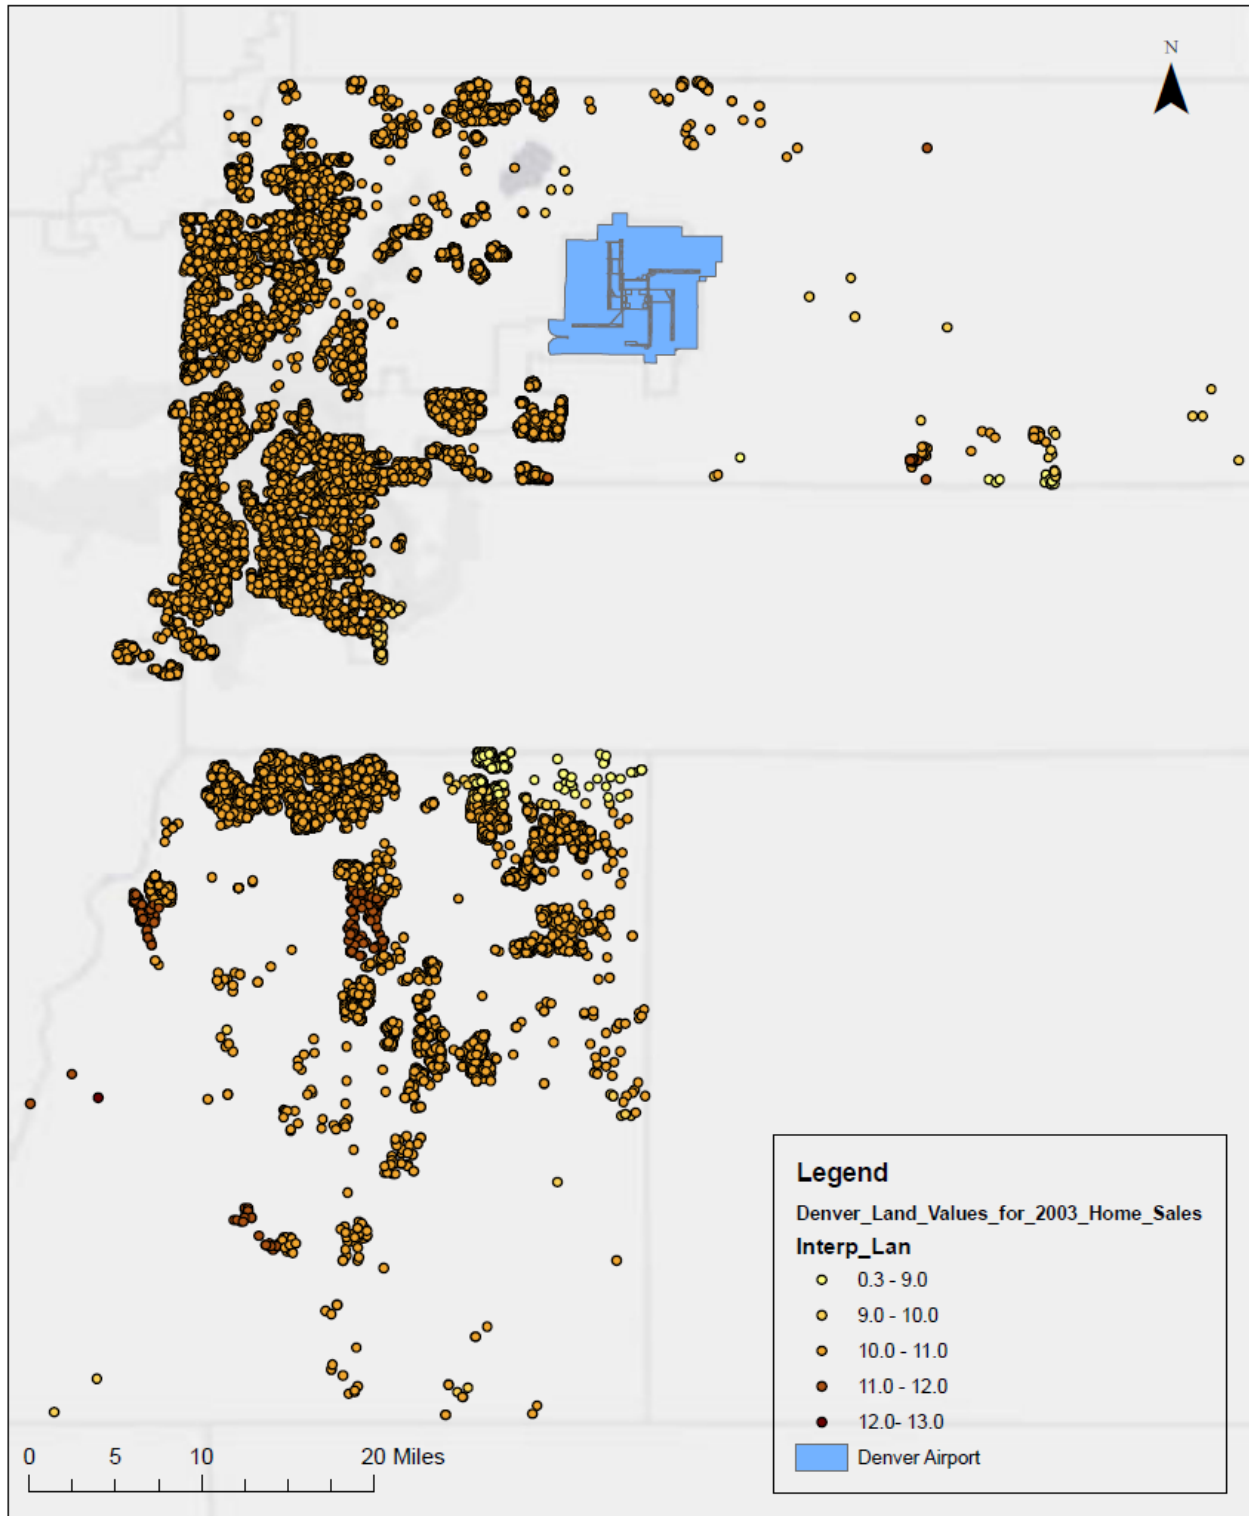 N
Legend
Denver_Land_Values_for_2003_Home_Sales
Interp_Lan
0.3 - 9.0
9.0 - 10.0
10.0 - 11.0
11.0 - 12.0
12.0- 13.0
Denver Airport
0 5 10 20 Miles